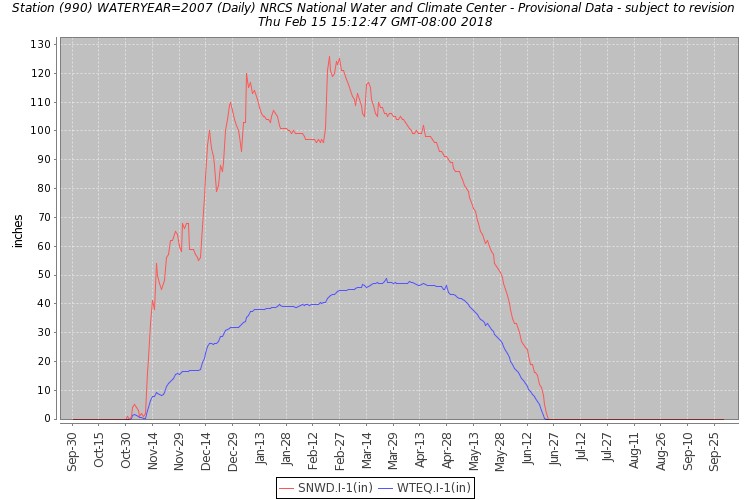 Station (990) WATERYEAR=2007 (Daily) NRCS National Water and Climate Center - Provisional Data - subject to revision
Thu Feb 15 15:12:47 GMT-08:00 2018
130
120
110
100
90
80
70
60
50
40
30
20
10
0
inches
Sep-30
Oct-15
Oct-30
Nov-14
Nov-29
Dec-14
Dec-29
Jan-13
Jan-28
Feb-12
Feb-27
Mar-14
Mar-29
Apr-13
Apr-28
May-13
May-28
Jun-12
Jun-27
Jul-12
Jul-27
Aug-11
Aug-26
Sep-10
Sep-25
SNWD.I-1(in) WTEQ.I-1(in)